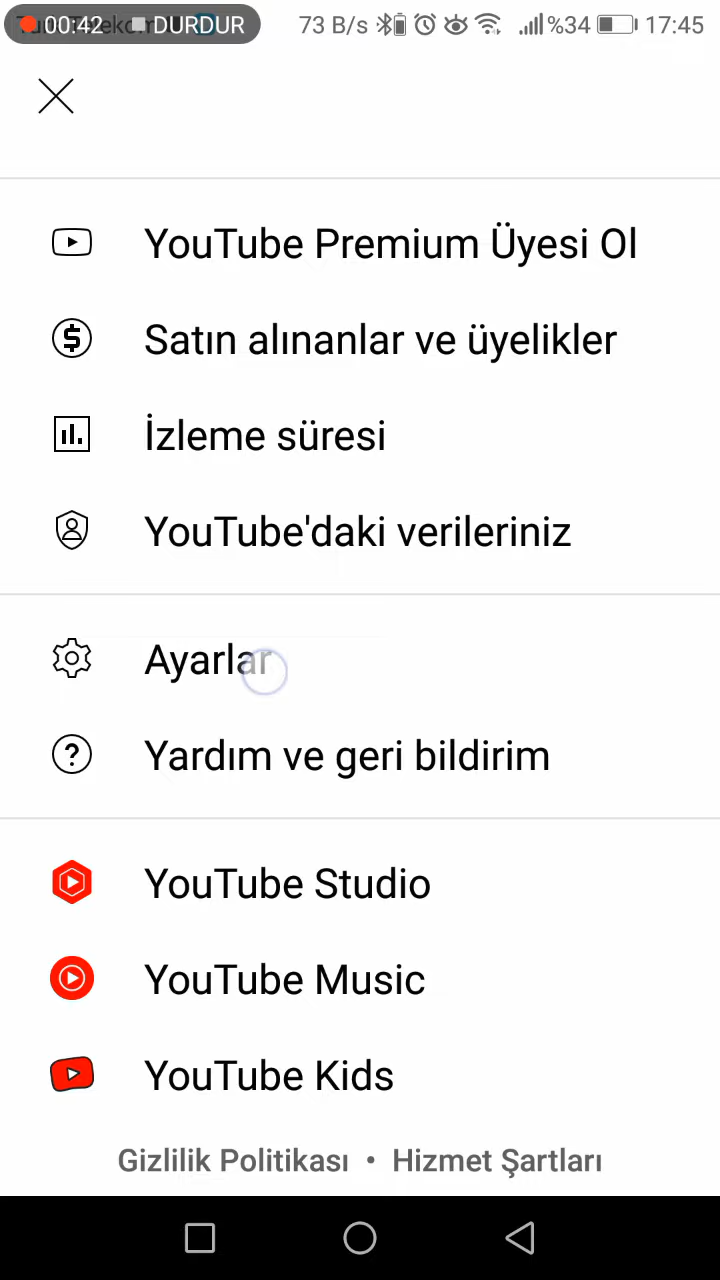 00:42 DURDUR 73 B/s %34 17:45
YouTube Premium Üyesi Ol
Satın alınanlar ve üyelikler
İzleme süresi
YouTube'daki verileriniz
Ayarlar
Yardım ve geri bildirim
YouTube Studio
YouTube Music
YouTube Kids
Gizlilik Politikası • Hizmet Şartları